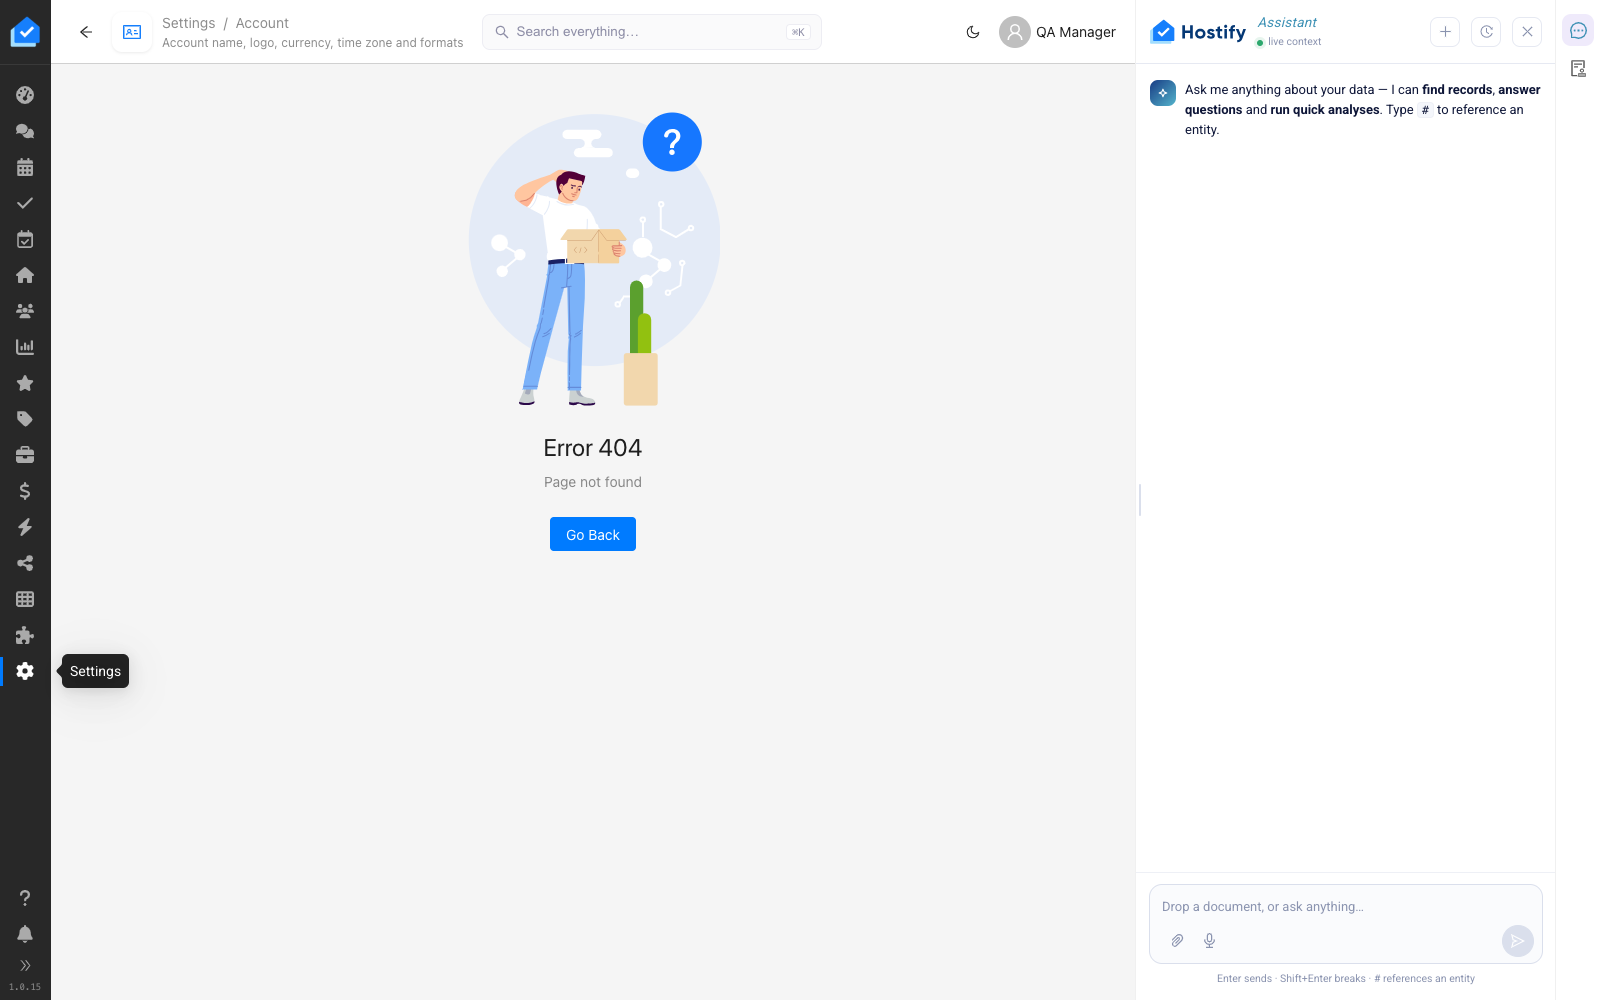 Settings / Account
Account name, logo, currency, time zone and formats
Search everything...
⌘K
QA Manager
?
</>
Error 404
Page not found
Go Back
Settings
?
1.0.15
Hostify
Assistant
live context
Ask me anything about your data — I can find records, answer
questions and run quick analyses. Type # to reference an
entity.
Drop a document, or ask anything...
Enter sends · Shift+Enter breaks · # references an entity